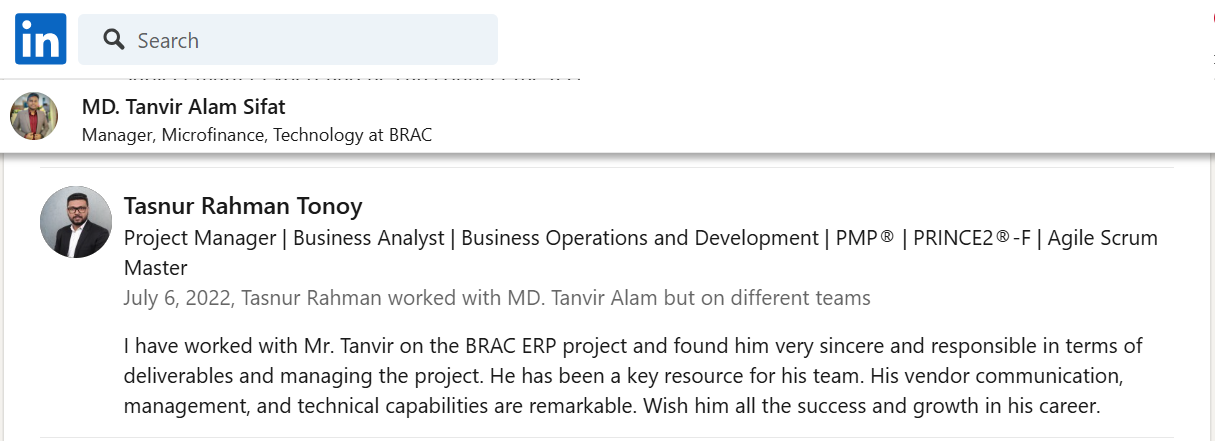 in
Search
MD. Tanvir Alam Sifat
Manager, Microfinance, Technology at BRAC
Tasnur Rahman Tonoy
Project Manager | Business Analyst | Business Operations and Development | PMP® | PRINCE2®-F | Agile Scrum
Master
July 6, 2022, Tasnur Rahman worked with MD. Tanvir Alam but on different teams
I have worked with Mr. Tanvir on the BRAC ERP project and found him very sincere and responsible in terms of
deliverables and managing the project. He has been a key resource for his team. His vendor communication,
management, and technical capabilities are remarkable. Wish him all the success and growth in his career.